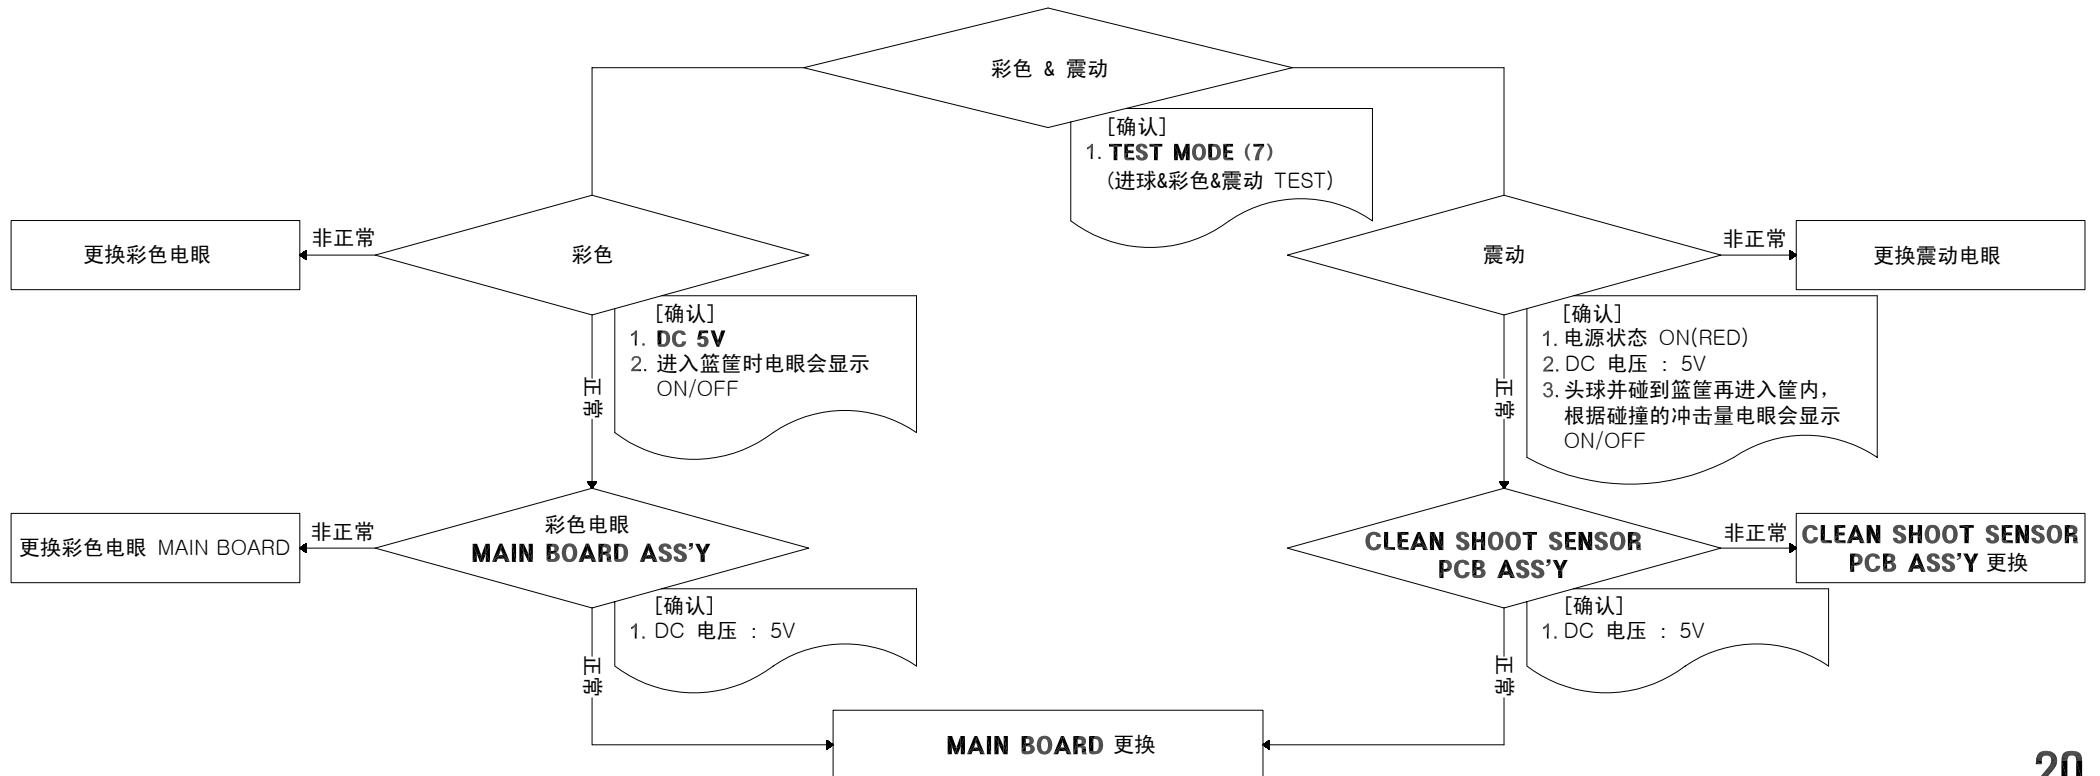 彩色 & 震动
[确认]
1. TEST MODE (7)
(进球&彩色&震动 TEST)
更换彩色电眼
非正常
彩色
震动
非正常
更换震动电眼
[确认]
1. DC 5V
2. 进入篮筐时电眼会显示
ON/OFF
正常
[确认]
1. 电源状态 ON(RED)
2. DC 电压 : 5V
3. 头球并碰到篮筐再进入筐内,
根据碰撞的冲击量电眼会显示
ON/OFF
正常
更换彩色电眼 MAIN BOARD
非正常
彩色电眼
MAIN BOARD ASS'Y
CLEAN SHOOT SENSOR
PCB ASS'Y
非正常
CLEAN SHOOT SENSOR
PCB ASS'Y 更换
[确认]
1. DC 电压 : 5V
正常
[确认]
1. DC 电压 : 5V
正常
MAIN BOARD 更换
20